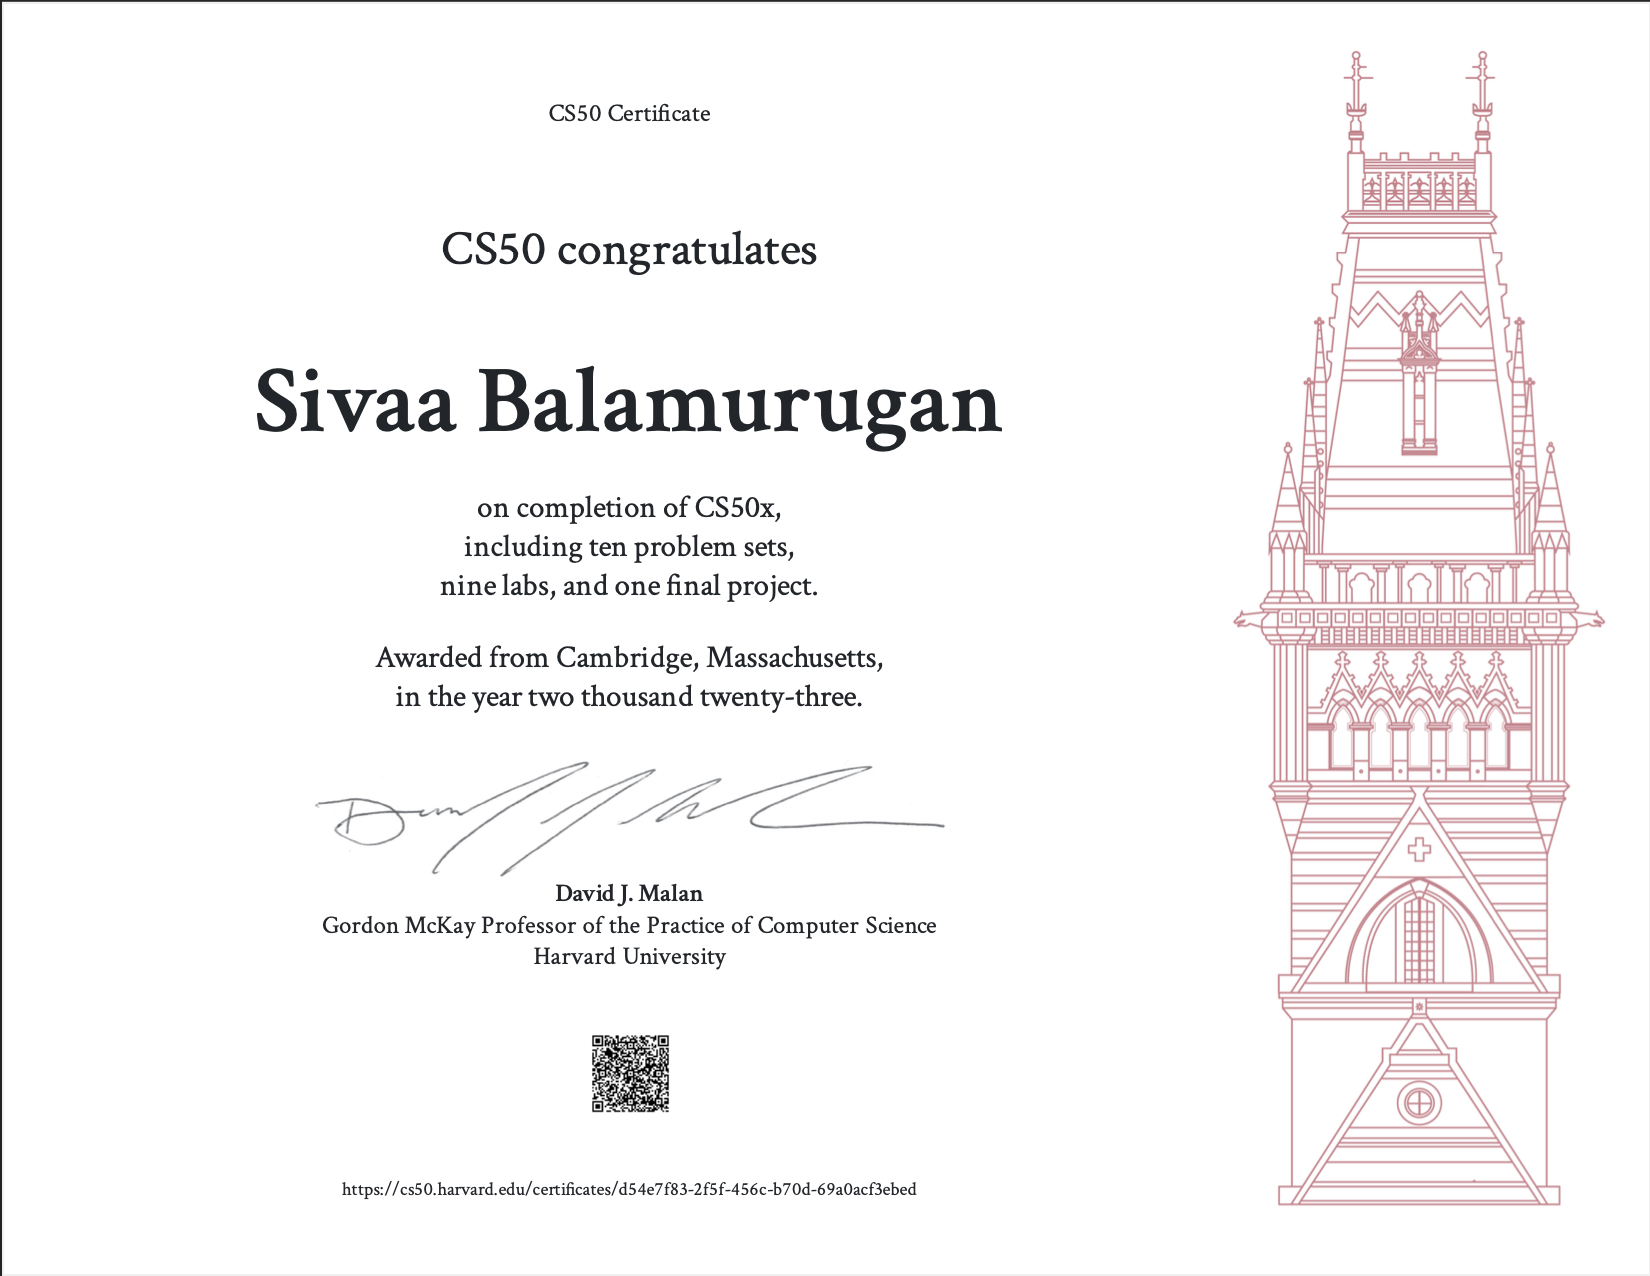 CS50 Certificate
CS50 congratulates
Sivaa Balamurugan
on completion of CS50x,
including ten problem sets,
nine labs, and one final project.
Awarded from Cambridge, Massachusetts,
in the year two thousand twenty-three.
David J. Malan
Gordon McKay Professor of the Practice of Computer Science
Harvard University
https://cs50.harvard.edu/certificates/d54e7f83-2f5f-456c-b70d-69a0acf3ebed